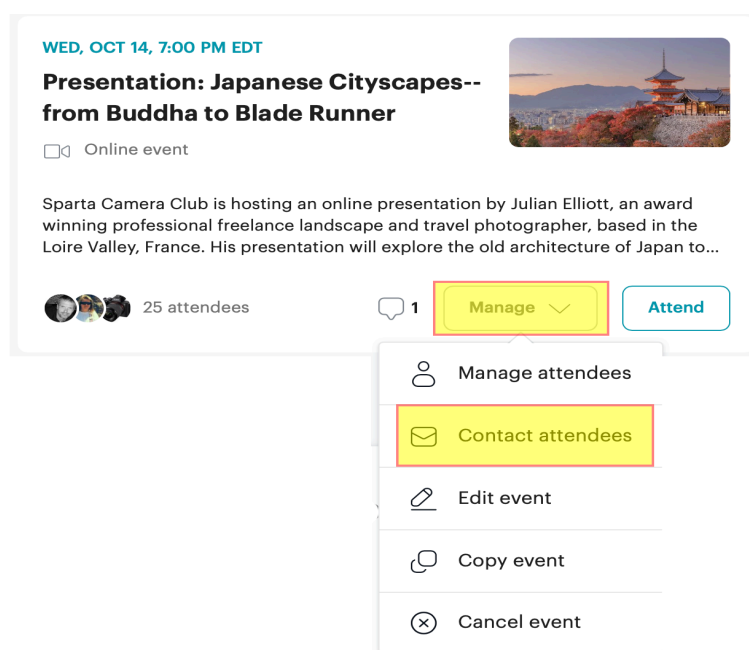 WED, OCT 14, 7:00 PM EDT
Presentation: Japanese Cityscapes--
from Buddha to Blade Runner
Online event
Sparta Camera Club is hosting an online presentation by Julian Elliott, an award
winning professional freelance landscape and travel photographer, based in the
Loire Valley, France. His presentation will explore the old architecture of Japan to...
25 attendees
1
Manage
Attend
Manage attendees
Contact attendees
Edit event
Copy event
Cancel event